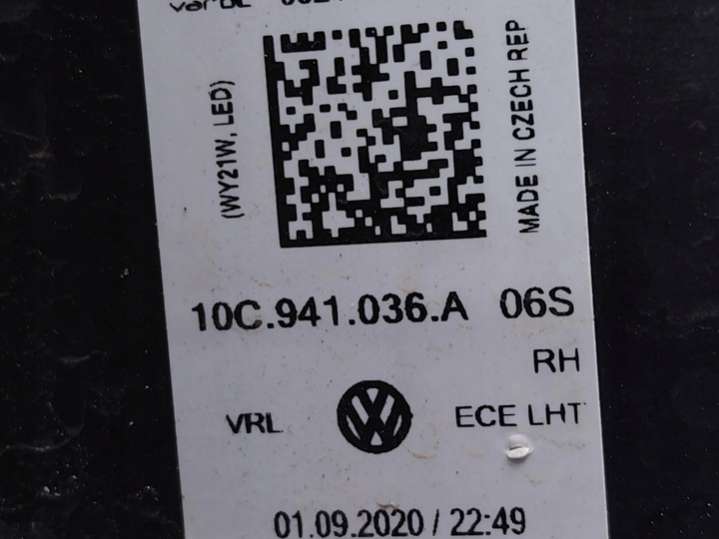 (WY21W, LED)
MADE IN CZECH REP
10C.941.036.A 06S
RH
VRL
ECE LHT
01.09.2020 / 22:49